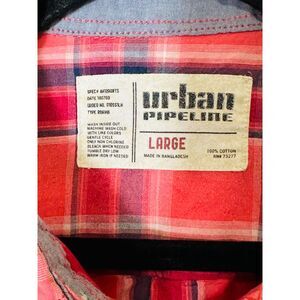 urban
PIPELINE
TYPE
WASH INSIDE OUT
MACHINE WASH COLD
WITH LIKE COLORS
GENTLE CYCLE
ONLY NON CHLORINE
BLEACH WHEN NEEDED
TUMBLE DRY LOW
WARM IRON IF NEEDED
LARGE
MADE IN BANGLADESH
100% COTTON
RN# 73277